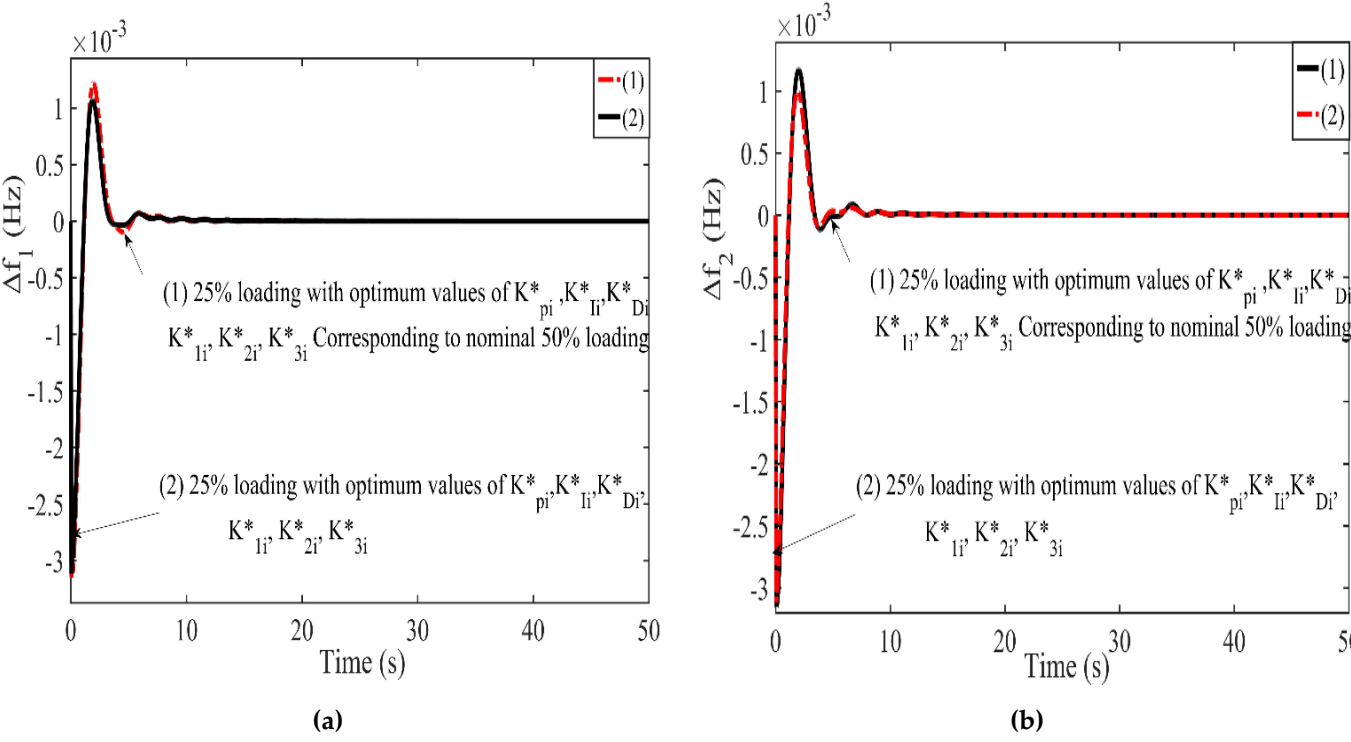 ×10-3
1
0.5
0
-0.5
-1
-1.5
-2
-2.5
-3
Δf1 (Hz)
(1)
(2)
(1) 25% loading with optimum values of K*pi ,K*Ii,K*Di
K*1i, K*2i, K*3i Corresponding to nominal 50% loading
(2) 25% loading with optimum values of K*pi,K*Ii,K*Di,
K*1i, K*2i, K*3i
0 10 20 30 40 50
Time (s)
(a)
×10-3
1
0.5
0
-0.5
-1
-1.5
-2
-2.5
-3
Δf2 (Hz)
(1)
(2)
(1) 25% loading with optimum values of K*pi ,K*Ii,K*Di
K*1i, K*2i, K*3i Corresponding to nominal 50% loading
(2) 25% loading with optimum values of K*pi,K*Ii,K*Di,
K*1i, K*2i, K*3i
0 10 20 30 40 50
Time (s)
(b)